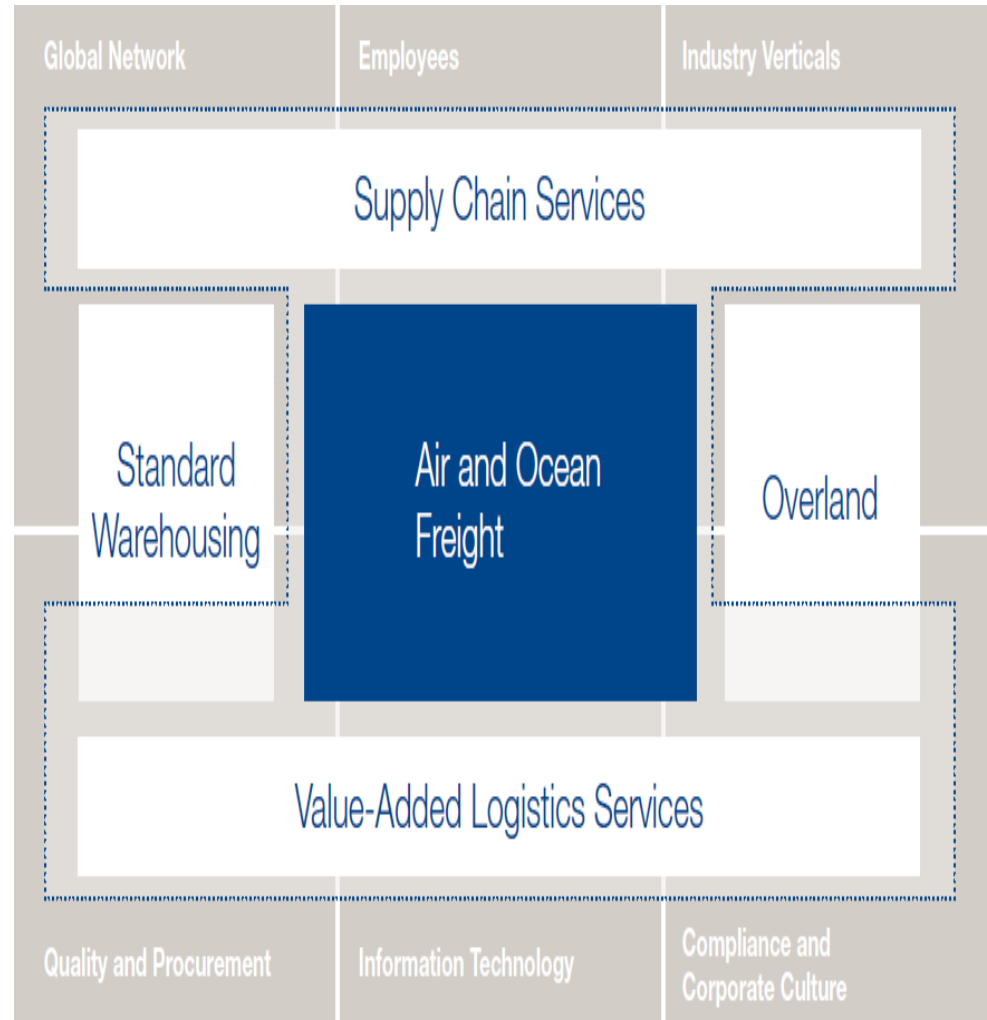 Global Network
Employees
Industry Verticals
Supply Chain Services
Standard
Warehousing
Air and Ocean
Freight
Overland
Value-Added Logistics Services
Quality and Procurement
Information Technology
Compliance and
Corporate Culture